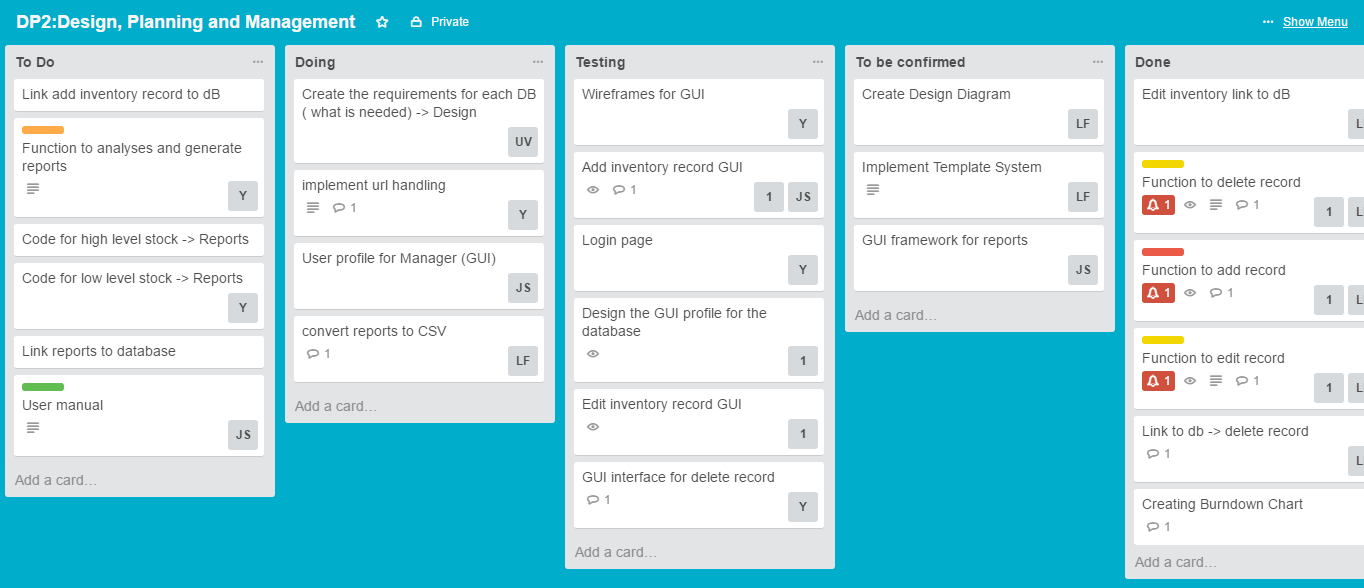 DP2:Design, Planning and Management
Private
··· Show Menu
To Do
Link add inventory record to dB
Function to analyses and generate
reports
Y
Code for high level stock -> Reports
Code for low level stock -> Reports
Y
Link reports to database
User manual
JS
Add a card…
Doing
Create the requirements for each DB
( what is needed) -> Design
UV
implement url handling
1
Y
User profile for Manager (GUI)
JS
convert reports to CSV
1
LF
Add a card…
Testing
Wireframes for GUI
Y
Add inventory record GUI
1
1
JS
Login page
Y
Design the GUI profile for the
database
1
Edit inventory record GUI
1
GUI interface for delete record
1
Y
Add a card…
To be confirmed
Create Design Diagram
LF
Implement Template System
LF
GUI framework for reports
JS
Add a card…
Done
Edit inventory link to dB
Function to delete record
1
1
1
Function to add record
1
1
1
Function to edit record
1
1
1
Link to db -> delete record
1
Creating Burndown Chart
1
Add a card…